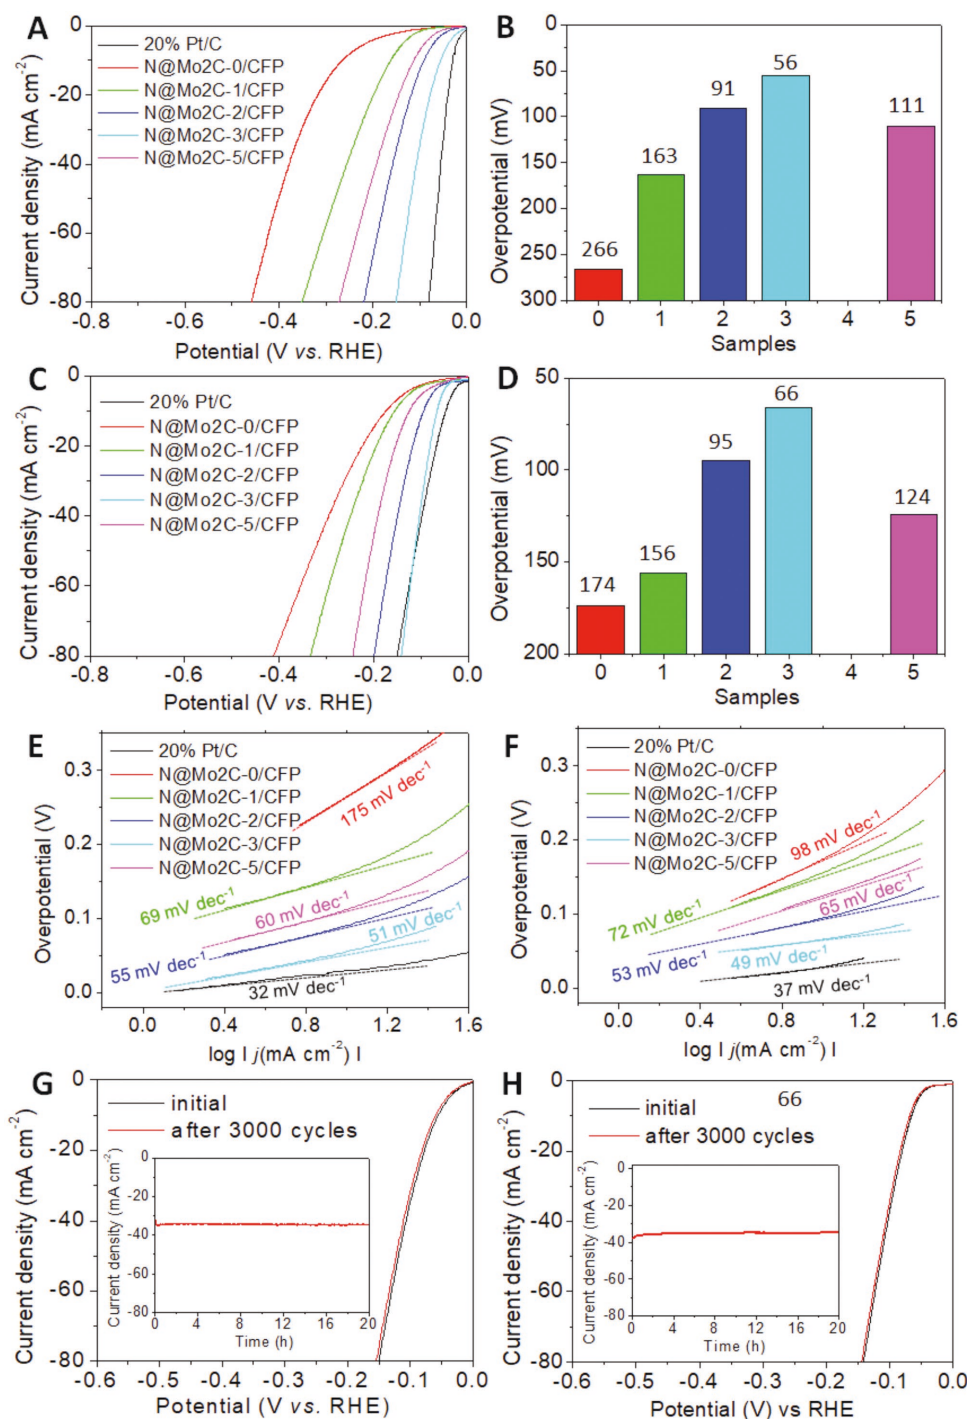 A
20% Pt/C
N@Mo2C-0/CFP
N@Mo2C-1/CFP
N@Mo2C-2/CFP
N@Mo2C-3/CFP
N@Mo2C-5/CFP
0
-20
-40
-60
-80
Current density (mA cm-2)
-0.8 -0.6 -0.4 -0.2 0.0
Potential (V vs. RHE)
B
0
50
100
150
200
250
300
Overpotential (mV)
266 163 91 56 111
0 1 2 3 4 5
Samples
C
20% Pt/C
N@Mo2C-0/CFP
N@Mo2C-1/CFP
N@Mo2C-2/CFP
N@Mo2C-3/CFP
N@Mo2C-5/CFP
0
-20
-40
-60
-80
Current density (mA cm-2)
-0.8 -0.6 -0.4 -0.2 0.0
Potential (V vs. RHE)
D
50
100
150
200
Overpotential (mV)
174 156 95 66 124
0 1 2 3 4 5
Samples
E
20% Pt/C
N@Mo2C-0/CFP
N@Mo2C-1/CFP
N@Mo2C-2/CFP
N@Mo2C-3/CFP
N@Mo2C-5/CFP
0.3
0.2
0.1
0.0
Overpotential (V)
175 mV dec-1
69 mV dec-1
60 mV dec-1
51 mV dec-1
55 mV dec-1
32 mV dec-1
0.0 0.4 0.8 1.2 1.6
log I j(mA cm-2) I
F
20% Pt/C
N@Mo2C-0/CFP
N@Mo2C-1/CFP
N@Mo2C-2/CFP
N@Mo2C-3/CFP
N@Mo2C-5/CFP
0.3
0.2
0.1
0.0
Overpotential (V)
98 mV dec-1
72 mV dec-1
65 mV dec-1
53 mV dec-1
49 mV dec-1
37 mV dec-1
0.0 0.4 0.8 1.2 1.6
log I j(mA cm-2) I
G
initial
after 3000 cycles
0
-20
-40
-60
-80
Current density (mA cm-2)
0
-20
-40
-60
-80
Current density (mA cm-2)
0 4 8 12 16 20
Time (h)
-0.6 -0.5 -0.4 -0.3 -0.2 -0.1 0.0
Potential (V vs. RHE)
H
initial
66
after 3000 cycles
0
-20
-40
-60
-80
Current density (mA cm-2)
0
-20
-40
-60
-80
Current density (mA cm-2)
0 4 8 12 16 20
Time (h)
-0.6 -0.5 -0.4 -0.3 -0.2 -0.1 0.0
Potential (V) vs RHE